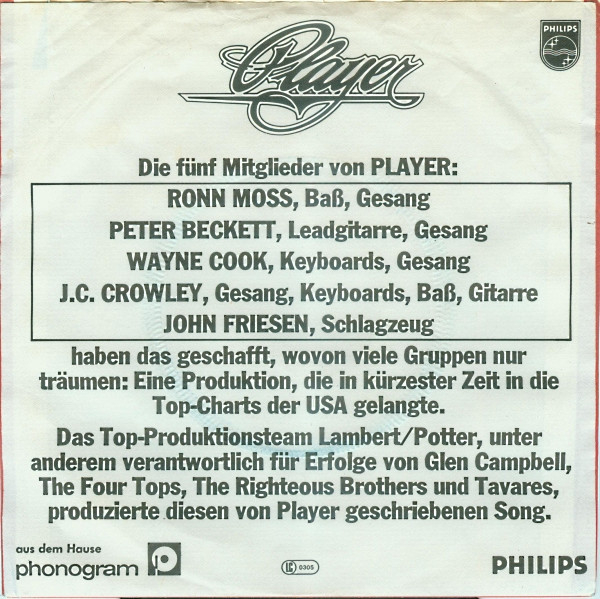 Player
PHILIPS
Die fünf Mitglieder von PLAYER:
RONN MOSS, Baß, Gesang
PETER BECKETT, Leadgitarre, Gesang
WAYNE COOK, Keyboards, Gesang
J.C. CROWLEY, Gesang, Keyboards, Baß, Gitarre
JOHN FRIESEN, Schlagzeug
haben das geschafft, wovon viele Gruppen nur
träumen: Eine Produktion, die in kürzester Zeit in die
Top-Charts der USA gelangte.
Das Top-Produktionsteam Lambert/Potter, unter
anderem verantwortlich für Erfolge von Glen Campbell,
The Four Tops, The Righteous Brothers und Tavares,
produzierte diesen von Player geschriebenen Song.
aus dem Hause
phonogram
LC 0305
PHILIPS